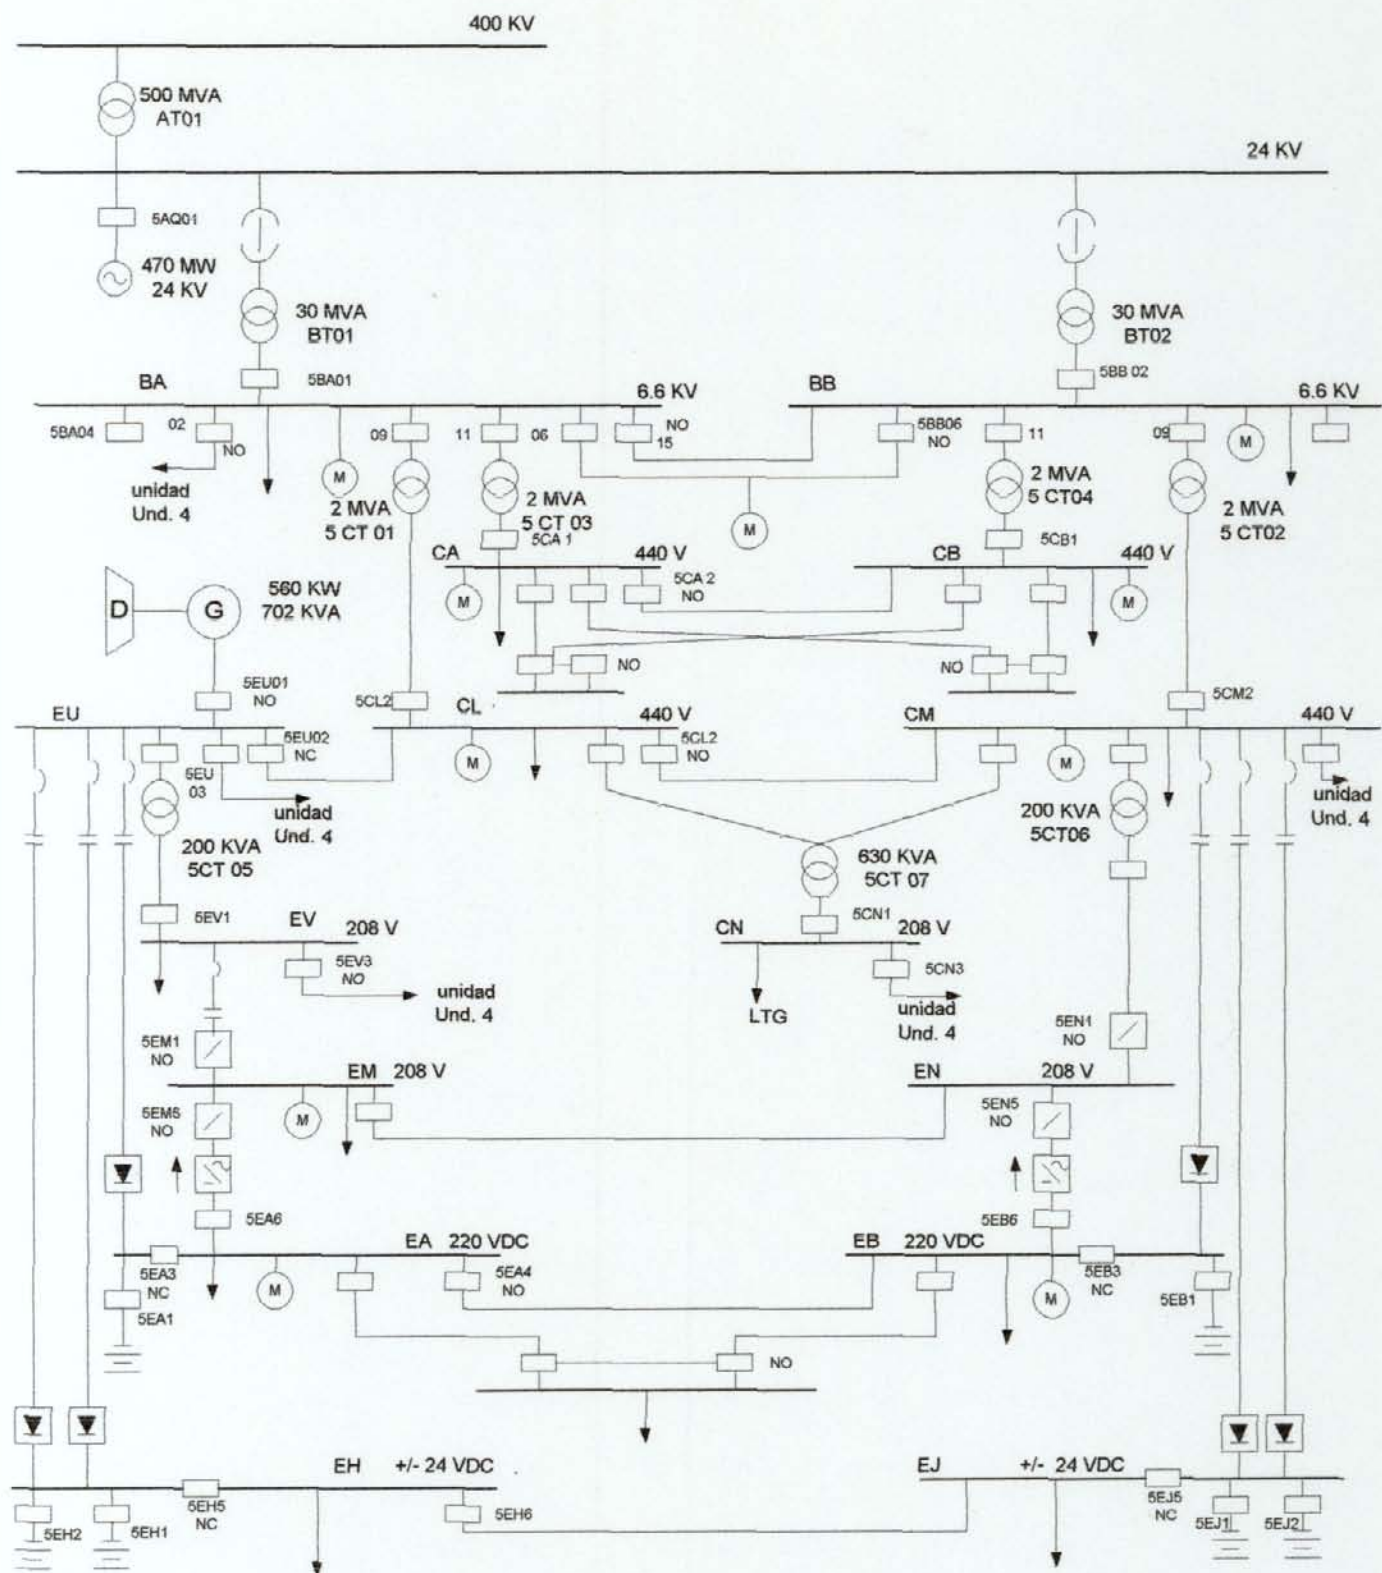 400 KV
500 MVA
AT01
24 KV
5AQ01
470 MW
24 KV
30 MVA
BT01
30 MVA
BT02
BA
5BA01
6.6 KV
BB
5BB 02
6.6 KV
5BA04
02
NO
09
11
06
NO
15
5BB06
NO
11
09
M
M
unidad
Und. 4
M
2 MVA
5 CT 01
2 MVA
5 CT 03
2 MVA
5 CT04
2 MVA
5 CT02
5CA 1
5CB1
CA
440 V
CB
440 V
D
G
560 KW
702 KVA
M
5CA 2
NO
M
NO
NO
5EU01
NO
5CL2
5CM2
EU
CL
440 V
CM
440 V
5EU02
NC
5EU
03
M
5CL2
NO
M
unidad
Und. 4
unidad
Und. 4
200 KVA
5CT 05
630 KVA
5CT 07
200 KVA
5CT06
5EV1
5CN1
EV
208 V
CN
208 V
5EV3
NO
5CN3
unidad
Und. 4
LTG
unidad
Und. 4
5EM1
NO
5EN1
NO
EM
208 V
EN
208 V
5EM6
NO
M
5EN5
NO
5EA6
5EB6
EA
220 VDC
EB
220 VDC
5EA3
NC
M
5EA4
NO
M
5EB3
NC
5EA1
5EB1
NO
EH
+/- 24 VDC
EJ
+/- 24 VDC
5EH5
NC
5EH6
5EJ5
NC
5EH2
5EH1
5EJ1
5EJ2